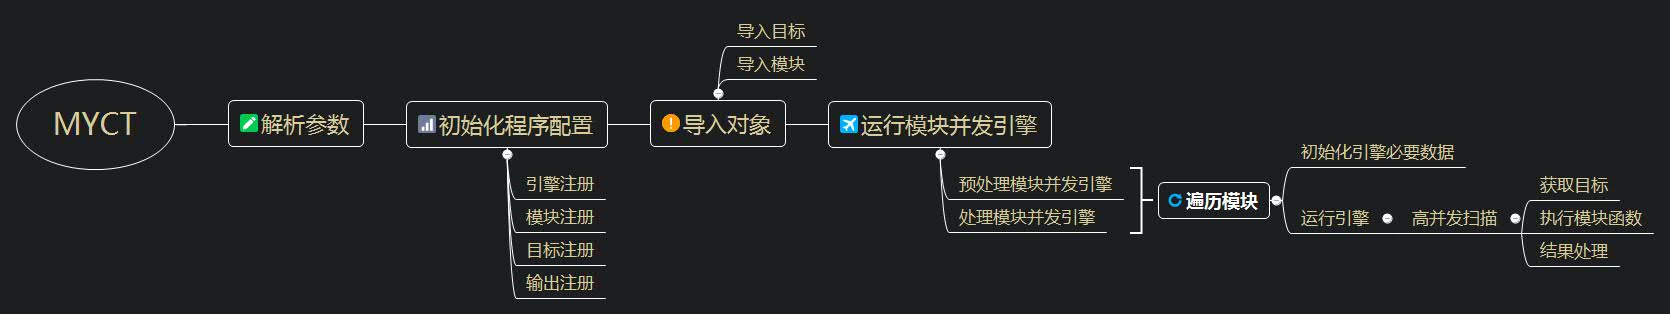 MYCT
解析参数
初始化程序配置
引擎注册
模块注册
目标注册
输出注册
导入对象
导入目标
导入模块
运行模块并发引擎
预处理模块并发引擎
处理模块并发引擎
遍历模块
初始化引擎必要数据
运行引擎
高并发扫描
获取目标
执行模块函数
结果处理